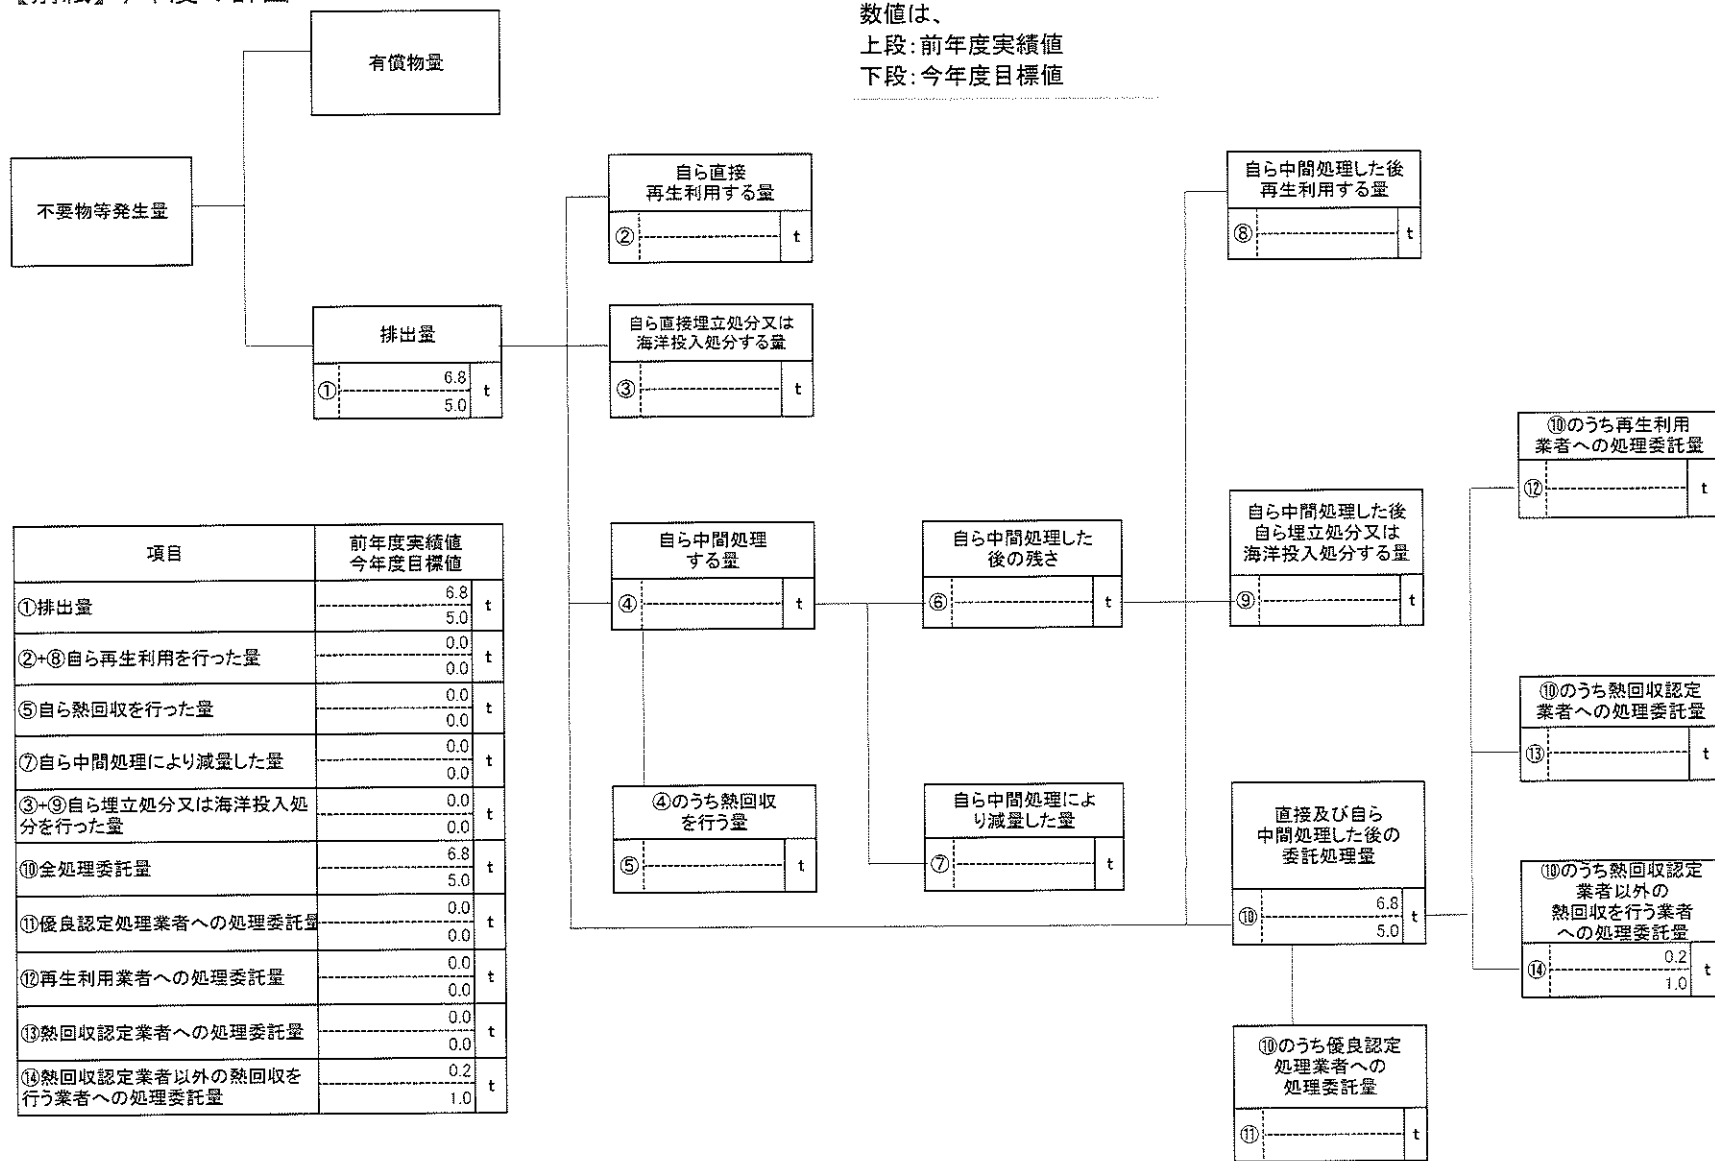 数値は、
上段:前年度実績値
下段:今年度目標値
有償物量
不要物等発生量
排出量
① 6.8 t
5.0
自ら直接
再生利用する量
② t
自ら直接埋立処分又は
海洋投入処分する量
③ t
自ら中間処理
する量
④ t
④のうち熱回収
を行う量
⑤ t
自ら中間処理した
後の残さ
⑥ t
自ら中間処理によ
り減量した量
⑦ t
自ら中間処理した後
再生利用する量
⑧ t
自ら中間処理した後
自ら埋立処分又は
海洋投入処分する量
⑨ t
直接及び自ら
中間処理した後の
委託処理量
⑩ 6.8 t
5.0
⑩のうち優良認定
処理業者への
処理委託量
⑪ t
⑩のうち再生利用
業者への処理委託量
⑫ t
⑩のうち熱回収認定
業者への処理委託量
⑬ t
⑩のうち熱回収認定
業者以外の
熱回収を行う業者
への処理委託量
⑭ 0.2 t
1.0
項目 前年度実績値
今年度目標値
①排出量 6.8 t
5.0
②+⑧自ら再生利用を行った量 0.0 t
0.0
⑤自ら熱回収を行った量 0.0 t
0.0
⑦自ら中間処理により減量した量 0.0 t
0.0
③+⑨自ら埋立処分又は海洋投入処 0.0 t
分を行った量 0.0
⑩全処理委託量 6.8 t
5.0
⑪優良認定処理業者への処理委託量 0.0 t
0.0
⑫再生利用業者への処理委託量 0.0 t
0.0
⑬熱回収認定業者への処理委託量 0.0 t
0.0
⑭熱回収認定業者以外の熱回収を 0.2 t
行う業者への処理委託量 1.0